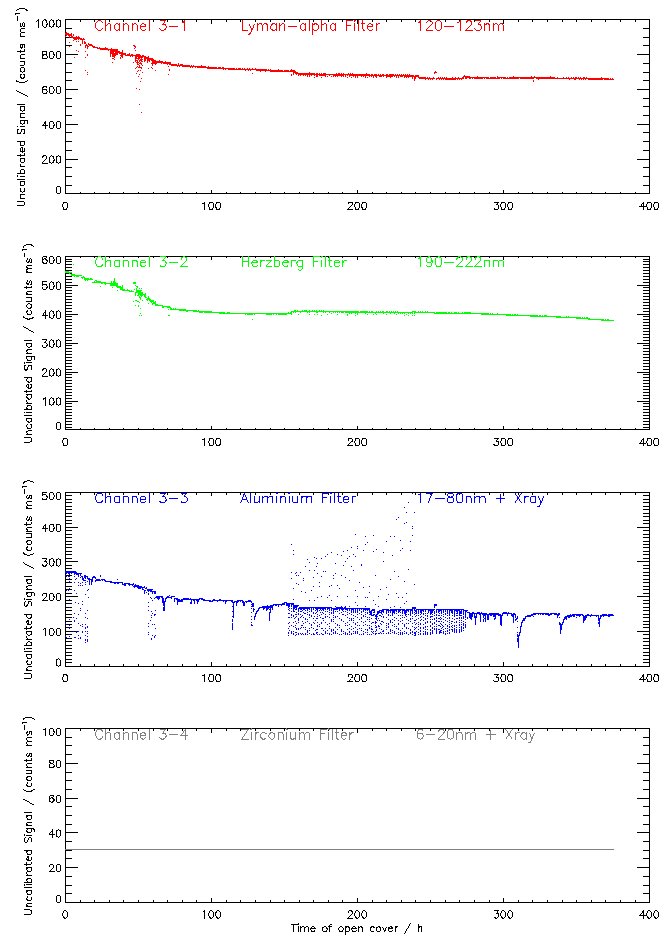 Channel 3-1 Lyman-alpha Filter 120-123nm
Uncalibrated Signal / (counts ms⁻¹)
1000
800
600
400
200
0
0 100 200 300 400
Channel 3-2 Herzberg Filter 190-222nm
Uncalibrated Signal / (counts ms⁻¹)
600
500
400
300
200
100
0
0 100 200 300 400
Channel 3-3 Aluminium Filter 17-80nm + Xray
Uncalibrated Signal / (counts ms⁻¹)
500
400
300
200
100
0
0 100 200 300 400
Channel 3-4 Zirconium Filter 6-20nm + Xray
Uncalibrated Signal / (counts ms⁻¹)
100
80
60
40
20
0
0 100 200 300 400
Time of open cover / h